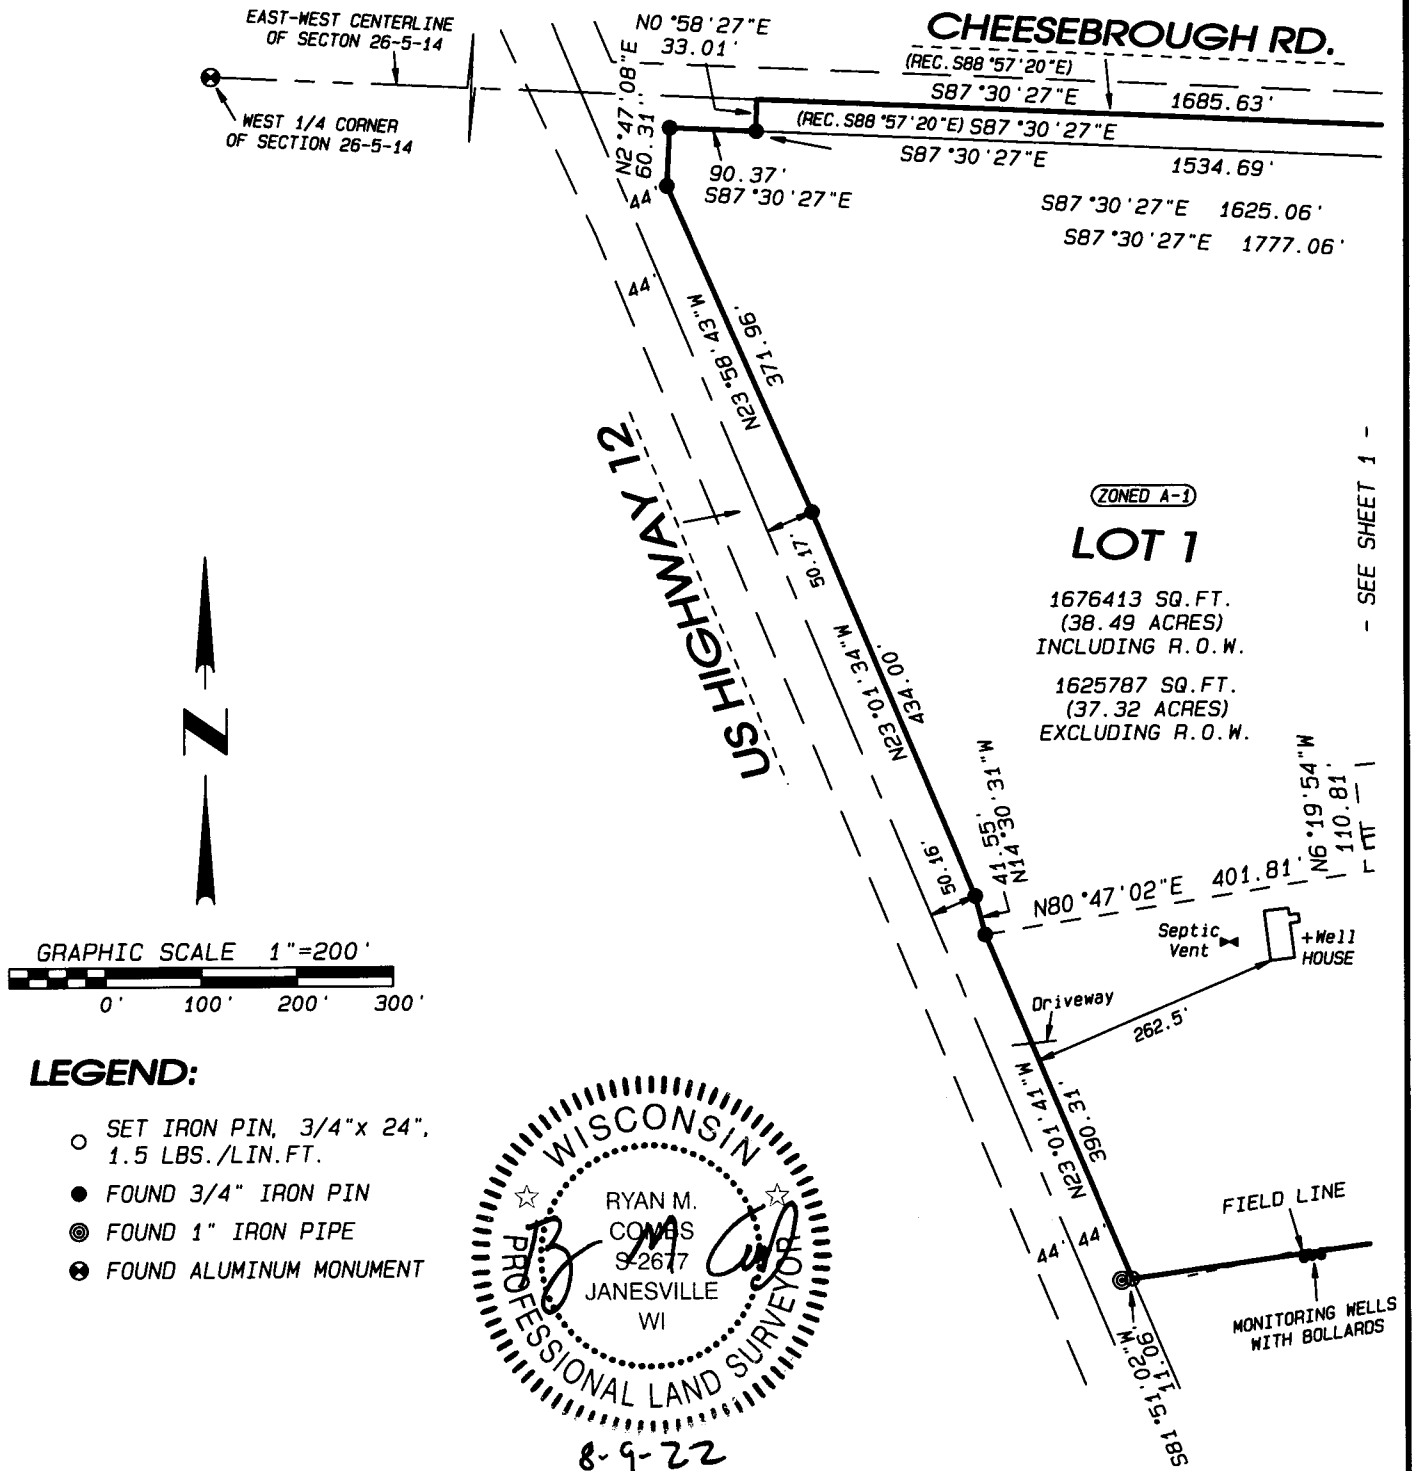 EAST-WEST CENTERLINE
OF SECTON 26-5-14
WEST 1/4 CORNER
OF SECTION 26-5-14
N0°58'27"E
33.01'
CHEESEBROUGH RD.
(REC.S88°57'20"E)
S87°30'27"E 1685.63'
(REC.S88°57'20"E) S87°30'27"E
S87°30'27"E 1534.69'
N2°47'08"E
60.31'
90.37'
S87°30'27"E
S87°30'27"E 1625.06'
S87°30'27"E 1777.06'
44'
44'
371.96'
N23°58'43"W
US HIGHWAY 12
50.17'
ZONED A-1
LOT 1
1676413 SQ.FT.
(38.49 ACRES)
INCLUDING R.O.W.
1625787 SQ.FT.
(37.32 ACRES)
EXCLUDING R.O.W.
- SEE SHEET 1 -
434.00'
N23°01'34"W
50.16'
41.55'
N14°30'31"W
N80°47'02"E 401.81'
N6°19'54"W
110.81'
Septic
Vent
+Well
HOUSE
Driveway
262.5'
390.31'
N23°01'41"W
44' 44'
FIELD LINE
MONITORING WELLS
WITH BOLLARDS
S81°51'02"W
11.06'
N
GRAPHIC SCALE 1"=200'
0' 100' 200' 300'
LEGEND:
SET IRON PIN, 3/4"x 24",
1.5 LBS./LIN.FT.
FOUND 3/4" IRON PIN
FOUND 1" IRON PIPE
FOUND ALUMINUM MONUMENT
WISCONSIN
RYAN M.
COMBS
S-2677
JANESVILLE
WI
PROFESSIONAL LAND SURVEYOR
8-9-22